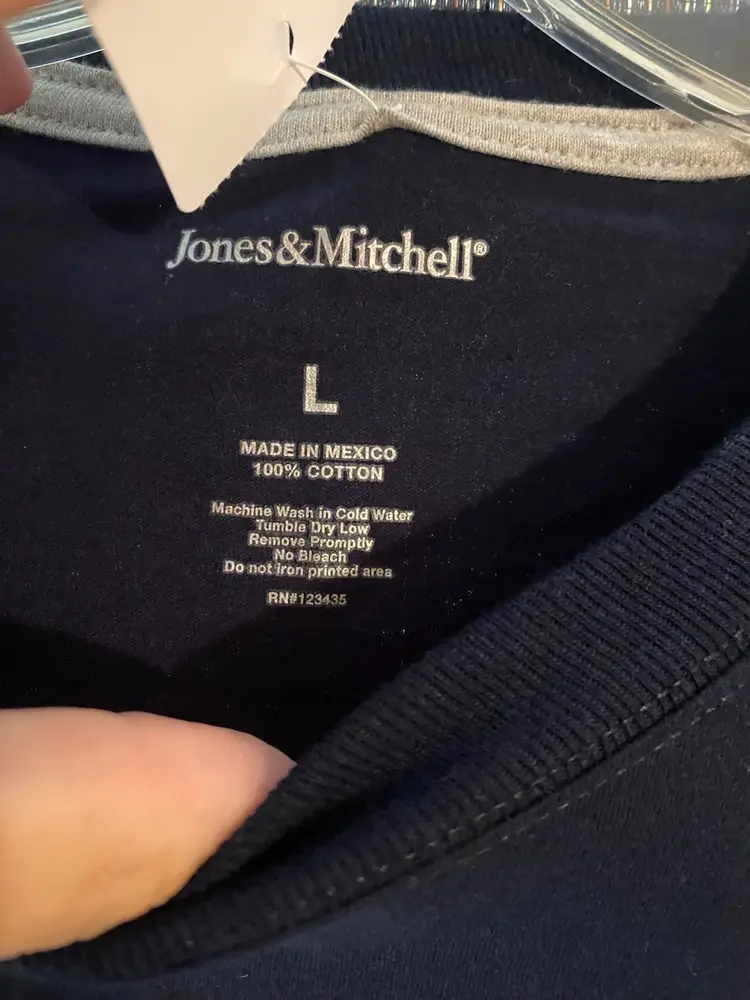 Jones&Mitchell®
L
MADE IN MEXICO
100% COTTON
Machine Wash in Cold Water
Tumble Dry Low
Remove Promptly
No Bleach
Do not iron printed area
RN#123435